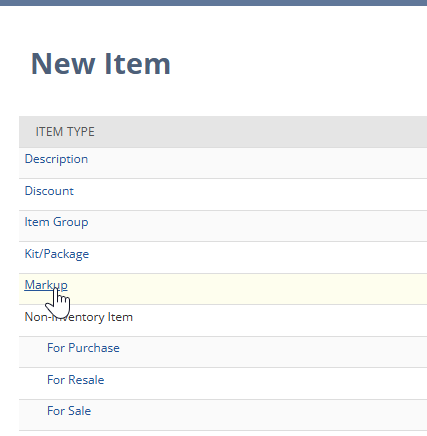 New Item
ITEM TYPE
Description
Discount
Item Group
Kit/Package
Markup
Non-Inventory Item
For Purchase
For Resale
For Sale